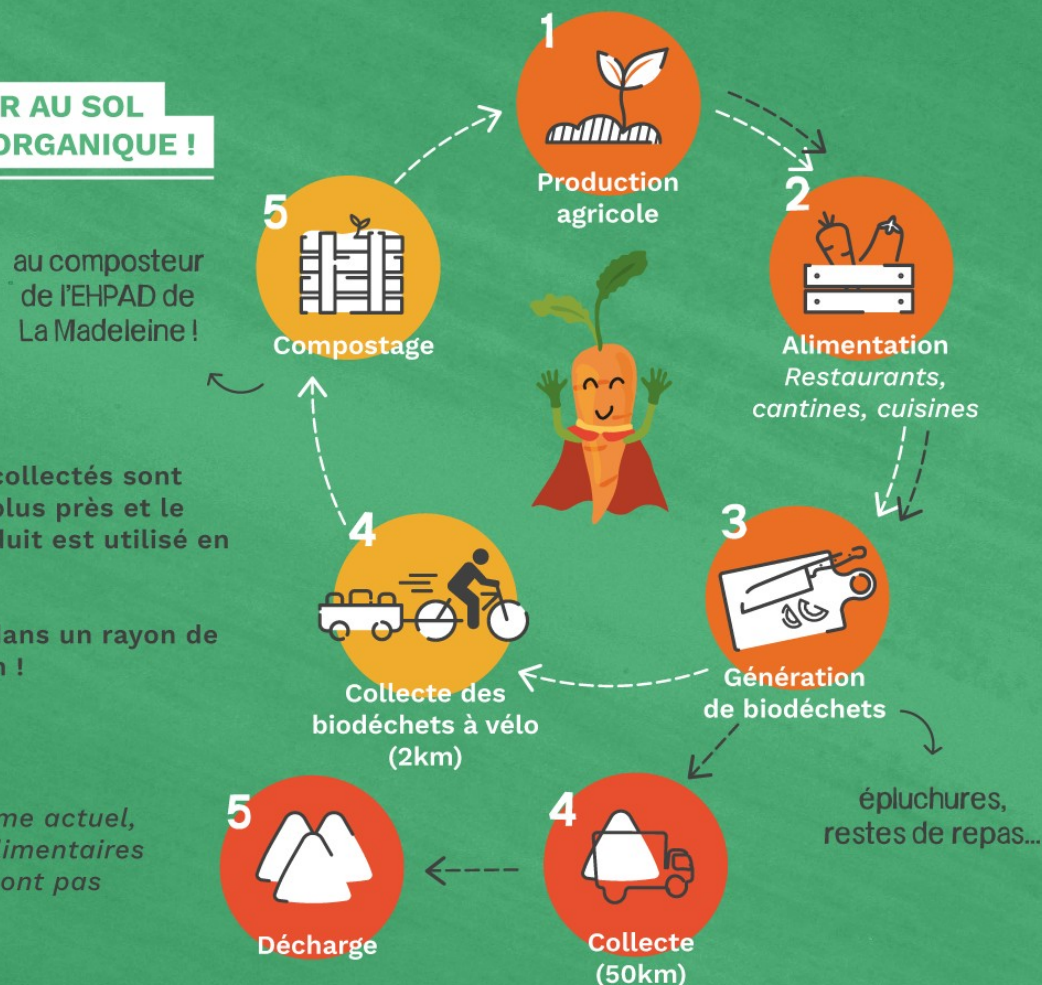 R AU SOL
ORGANIQUE !
1
Production
agricole
2
Alimentation
Restaurants,
cantines, cuisines
3
Génération
de biodéchets
épluchures,
restes de repas...
4
Collecte des
biodéchets à vélo
(2km)
5
Compostage
au composteur
de l'EHPAD de
La Madeleine !
collectés sont
plus près et le
duit est utilisé en
dans un rayon de
!
4
Collecte
(50km)
5
Décharge
me actuel,
limentaires
ont pas